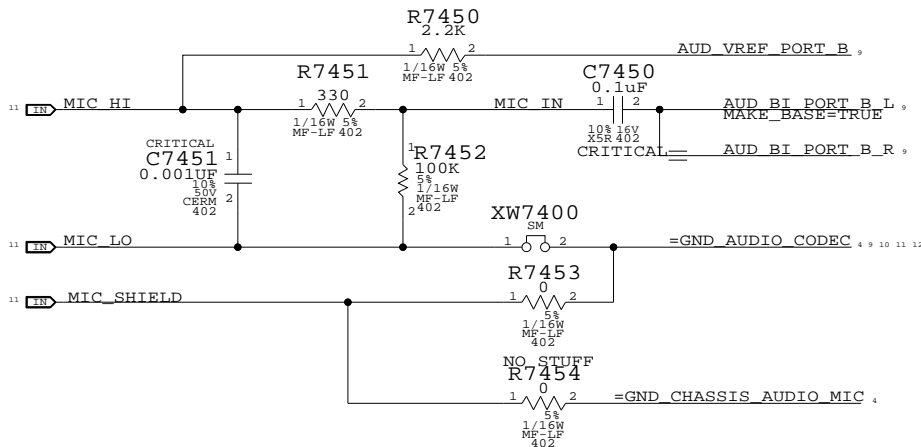 R7450
2.2K
1 2
1/16W 5%
MF-LF 402
AUD_VREF_PORT_B 9
R7451
330
1 2
1/16W 5%
MF-LF 402
C7450
0.1uF
1 2
10% 16V
X5R 402
CRITICAL
11 IN MIC_HI
MIC_IN
AUD_BI_PORT_B_L 9
MAKE_BASE=TRUE
AUD_BI_PORT_B_R 9
CRITICAL
C7451
0.001UF
10%
50V
CERM
402
1
2
R7452
100K
5%
1/16W
MF-LF
402
1
2
XW7400
SM
1 2
11 IN MIC_LO
=GND_AUDIO_CODEC 4 9 10 11 12
R7453
0
1 2
5%
1/16W
MF-LF
402
11 IN MIC_SHIELD
NO STUFF
R7454
0
1 2
5%
1/16W
MF-LF
402
=GND_CHASSIS_AUDIO_MIC 4